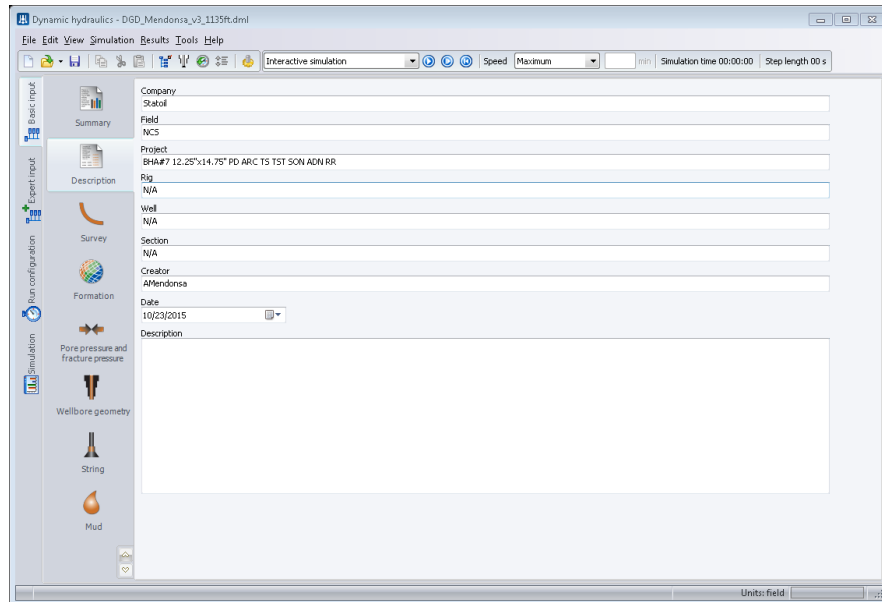 Dynamic hydraulics - DGD_Mendonsa_v3_1135ft.dml
File Edit View Simulation Results Tools Help
Interactive simulation Speed Maximum min Simulation time 00:00:00 Step length 00 s
Basic input
Expert input
Run configuration
Simulation
Summary
Description
Survey
Formation
Pore pressure and
fracture pressure
Wellbore geometry
String
Mud
Company
Statoil
Field
NCS
Project
BHA#7 12.25"x14.75" PD ARC TS TST SON ADN RR
Rig
N/A
Well
N/A
Section
N/A
Creator
AMendonsa
Date
10/23/2015
Description
Units: field